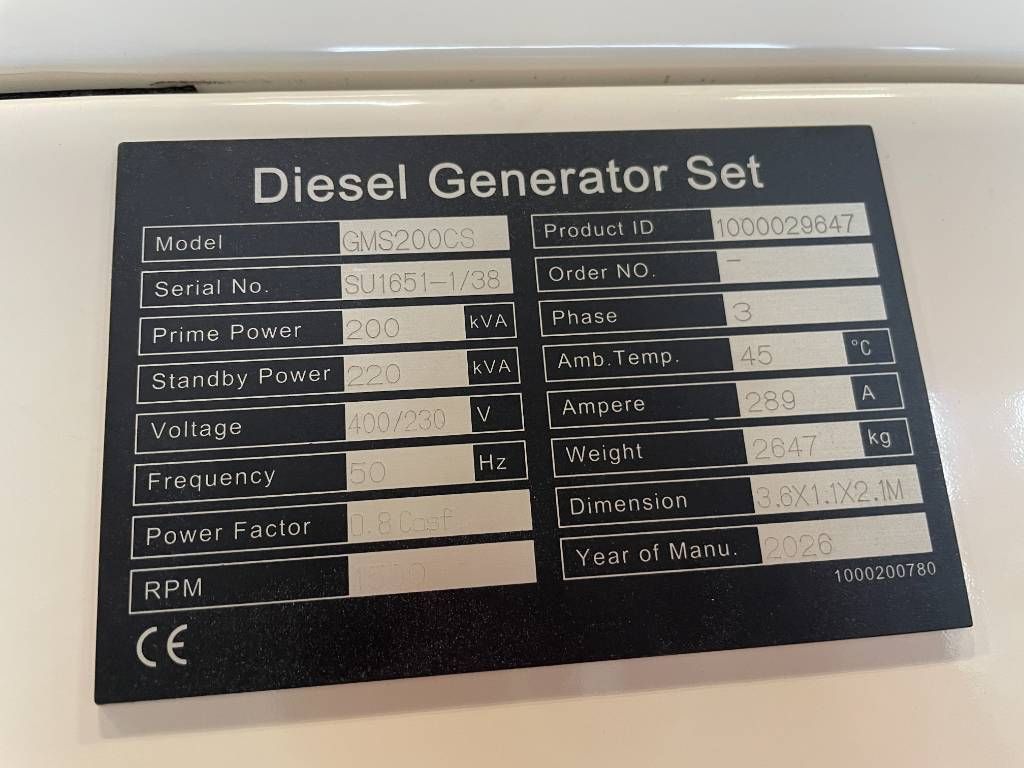 Diesel Generator Set
Model GMS200CS
Serial No. SU1651-1/38
Prime Power 200 kVA
Standby Power 220 kVA
Voltage 400/230 V
Frequency 50 Hz
Power Factor 0.8 Cosf
RPM
CE
Product ID 1000029647
Order NO. -
Phase 3
Amb.Temp. 45 °C
Ampere 289 A
Weight 2647 kg
Dimension 3.6X1.1X2.1M
Year of Manu. 2026
1000200780